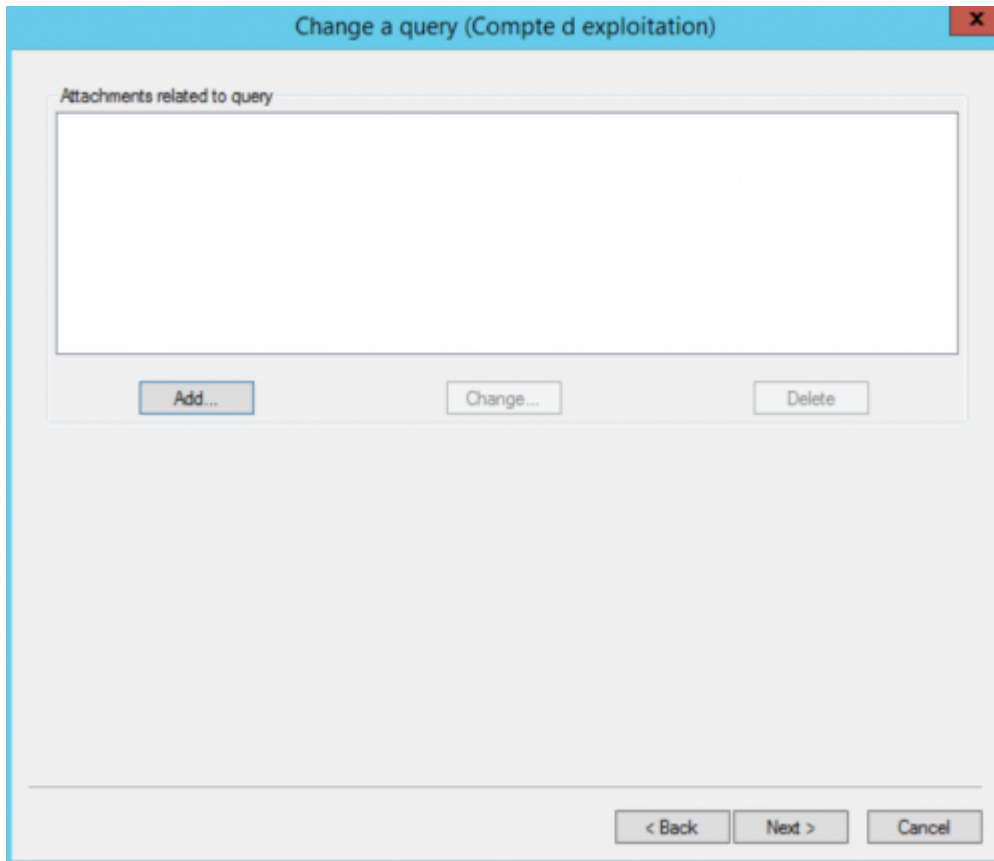 Change a query (Compte d exploitation)
x
Attachments related to query
Add...
Change...
Delete
< Back
Next >
Cancel